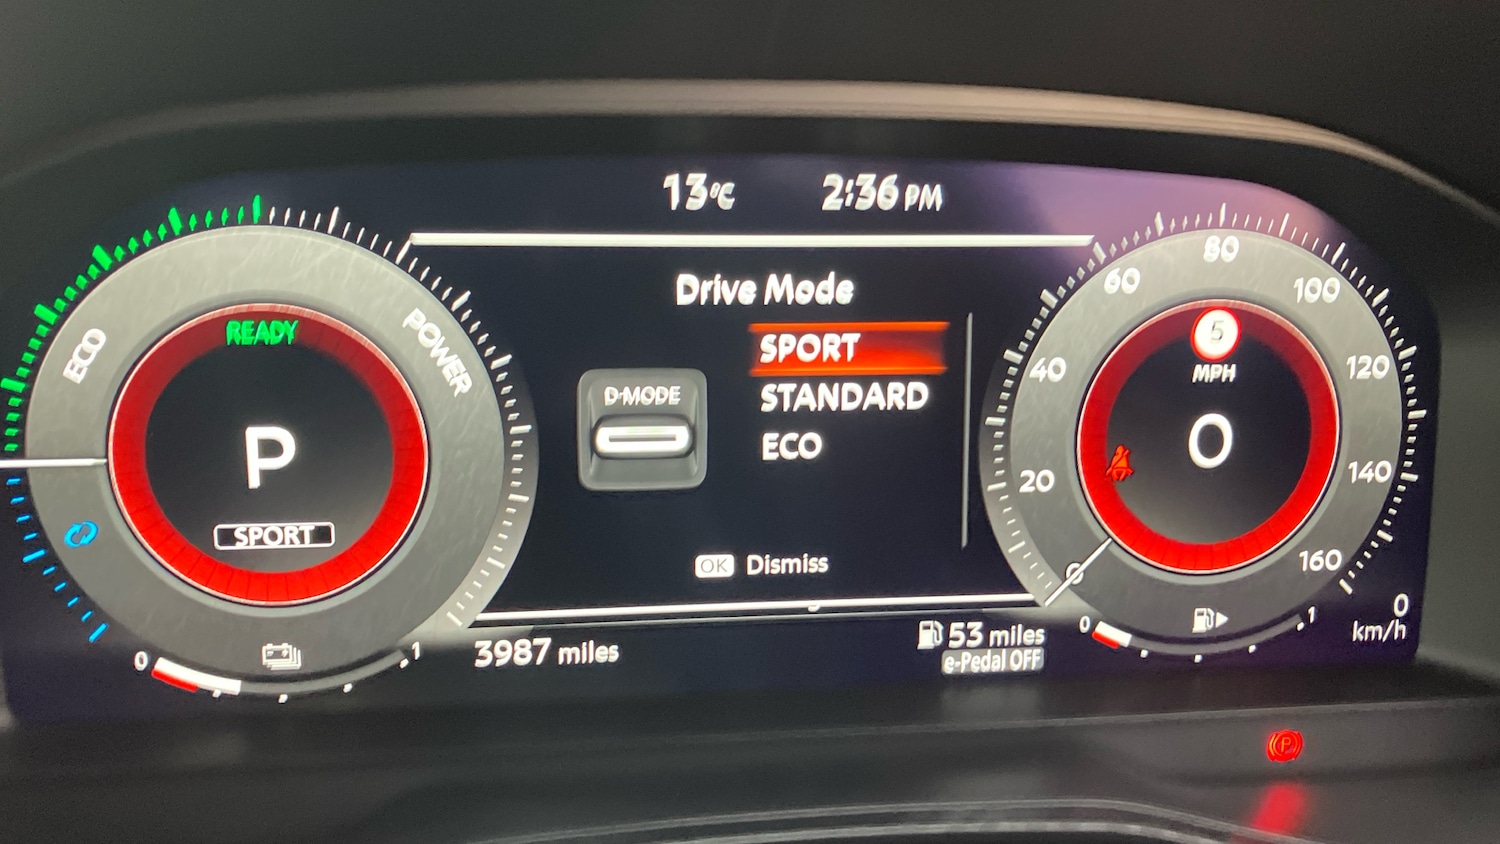 13°C 2:36 PM
READY
ECO
POWER
P
SPORT
0
1
Drive Mode
D-MODE
SPORT
STANDARD
ECO
OK Dismiss
3987 miles
53 miles
e-Pedal OFF
0
20
40
60
80
100
120
140
160
5
MPH
0
0
1
0
km/h
P